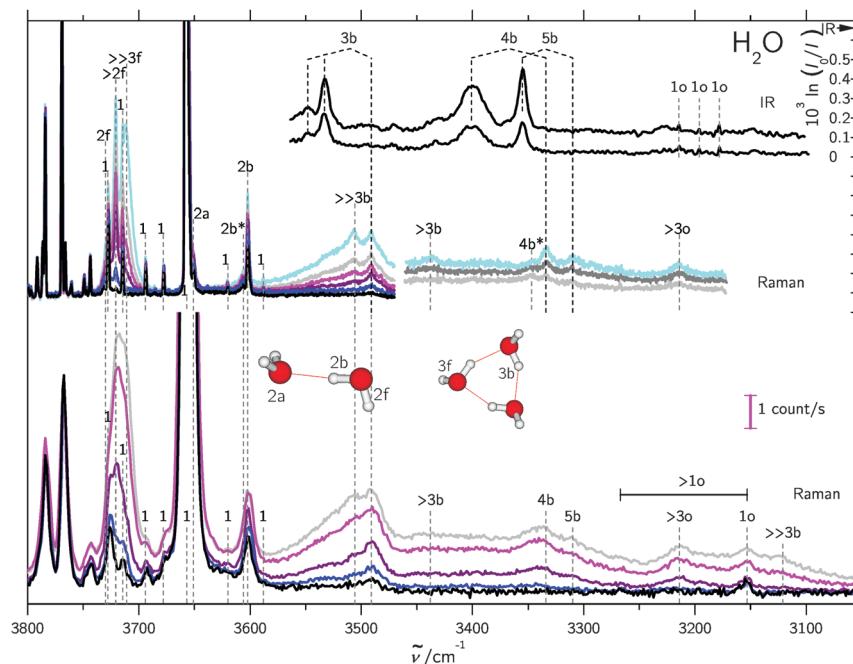 >>3f
>2f
1
2f
1
1
1
2a
2b
2b*
1
1
3b
4b
5b
H₂O
IR
10³ ln (I₀/I)
0.5
0.4
0.3
0.2
0.1
0
1o 1o 1o
IR
>>3b
>3b
4b*
>3o
Raman
1
2b
2a
2f
3f
3b
1 count/s
1
1
1
1
1
1
1
>3b
4b
5b
>1o
>3o
1o
>>3b
Raman
3800
3700
3600
3500
3400
3300
3200
3100
ν̃ /cm⁻¹